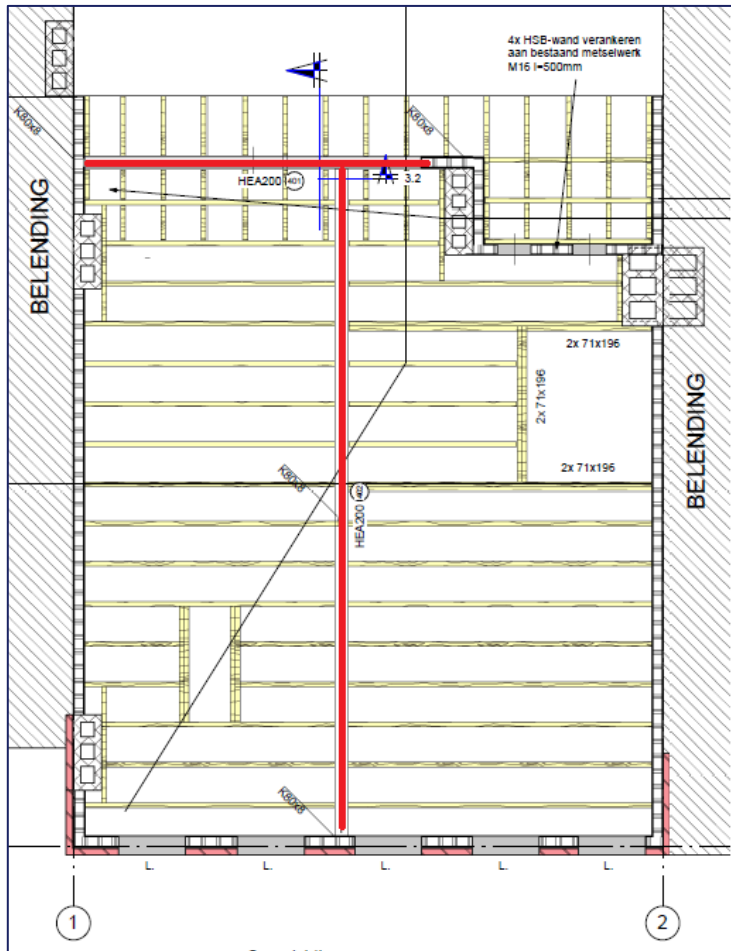 4x HSB-wand verankeren
aan bestaand metselwerk
M16 l=500mm
K80x8
K80x8
HEA200 401
3.2
BELENDING
2x 71x196
2x 71x196
BELENDING
2x 71x196
K80x8
HEA200 402
K80x8
L.
L.
L.
L.
L.
1
2